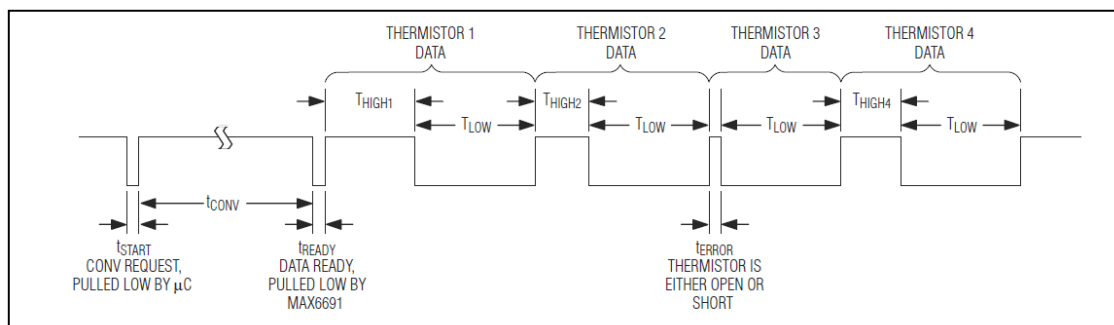 THERMISTOR 1
DATA
THERMISTOR 2
DATA
THERMISTOR 3
DATA
THERMISTOR 4
DATA
THIGH1
THIGH2
THIGH4
TLOW
TLOW
TLOW
TLOW
tCONV
tSTART
CONV REQUEST,
PULLED LOW BY μC
tREADY
DATA READY,
PULLED LOW BY
MAX6691
tERROR
THERMISTOR IS
EITHER OPEN OR
SHORT